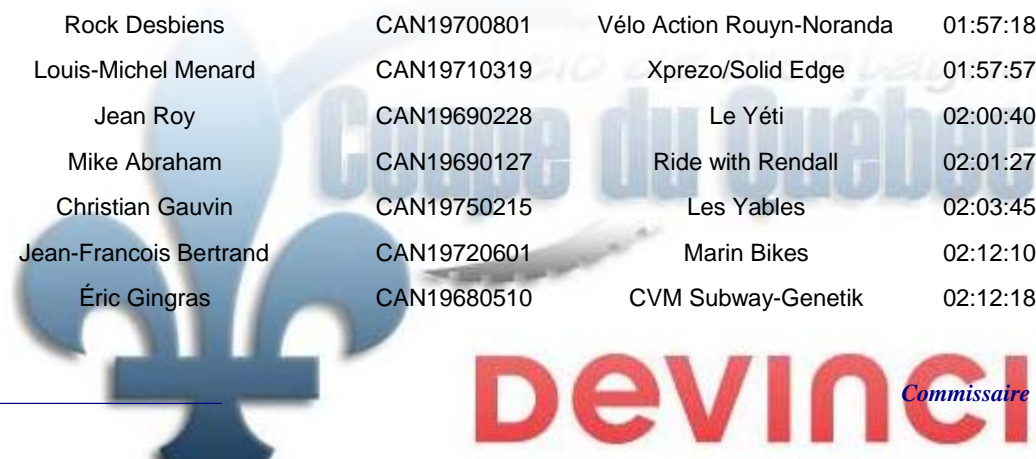 Rock Desbiens CAN19700801 Vélo Action Rouyn-Noranda 01:57:18
Louis-Michel Menard CAN19710319 Xprezo/Solid Edge 01:57:57
Jean Roy CAN19690228 Le Yéti 02:00:40
Mike Abraham CAN19690127 Ride with Rendall 02:01:27
Christian Gauvin CAN19750215 Les Yables 02:03:45
Jean-Francois Bertrand CAN19720601 Marin Bikes 02:12:10
Éric Gingras CAN19680510 CVM Subway-Genetik 02:12:18
vélo de montagne
Coupe du Québec
Devinci
Commissaire